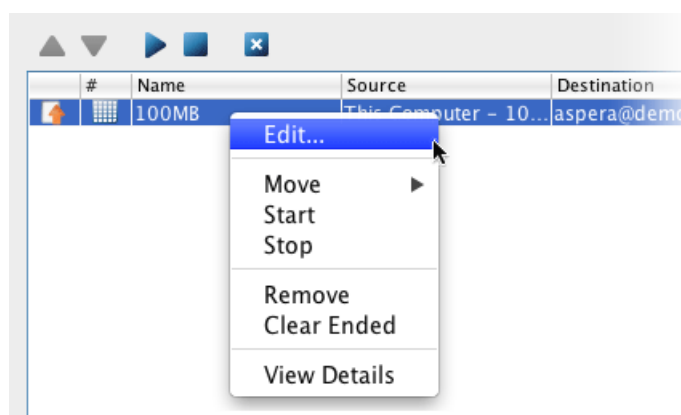 # Name Source Destination
100MB This Computer – 10... aspera@demo
Edit...
Move
Start
Stop
Remove
Clear Ended
View Details